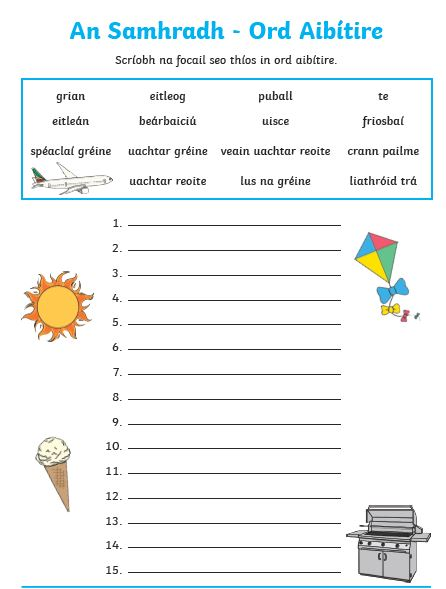 An Samhradh - Ord Aibítire
Scríobh na focail seo thíos in ord aibítire.
grian eitleog puball te
eitleán beárbaiciú uisce friosbaí
spéaclaí gréine uachtar gréine veain uachtar reoite crann pailme
uachtar reoite lus na gréine liathróid trá
1.
2.
3.
4.
5.
6.
7.
8.
9.
10.
11.
12.
13.
14.
15.